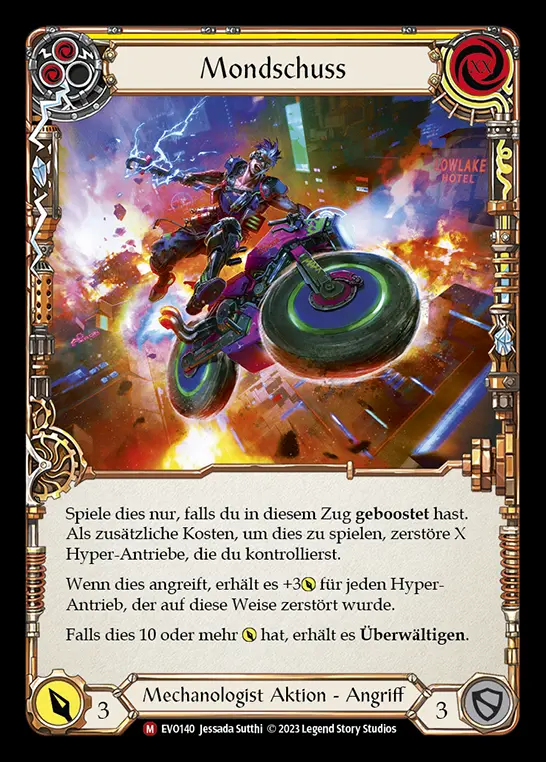 Mondschuss
XX
LOWLAKE
HOTEL
Spiele dies nur, falls du in diesem Zug geboostet hast.
Als zusätzliche Kosten, um dies zu spielen, zerstöre X
Hyper-Antriebe, die du kontrollierst.
Wenn dies angreift, erhält es +3 für jeden Hyper-
Antrieb, der auf diese Weise zerstört wurde.
Falls dies 10 oder mehr hat, erhält es Überwältigen.
3
Mechanologist Aktion - Angriff
3
M EVO140 Jessada Sutthi © 2023 Legend Story Studios